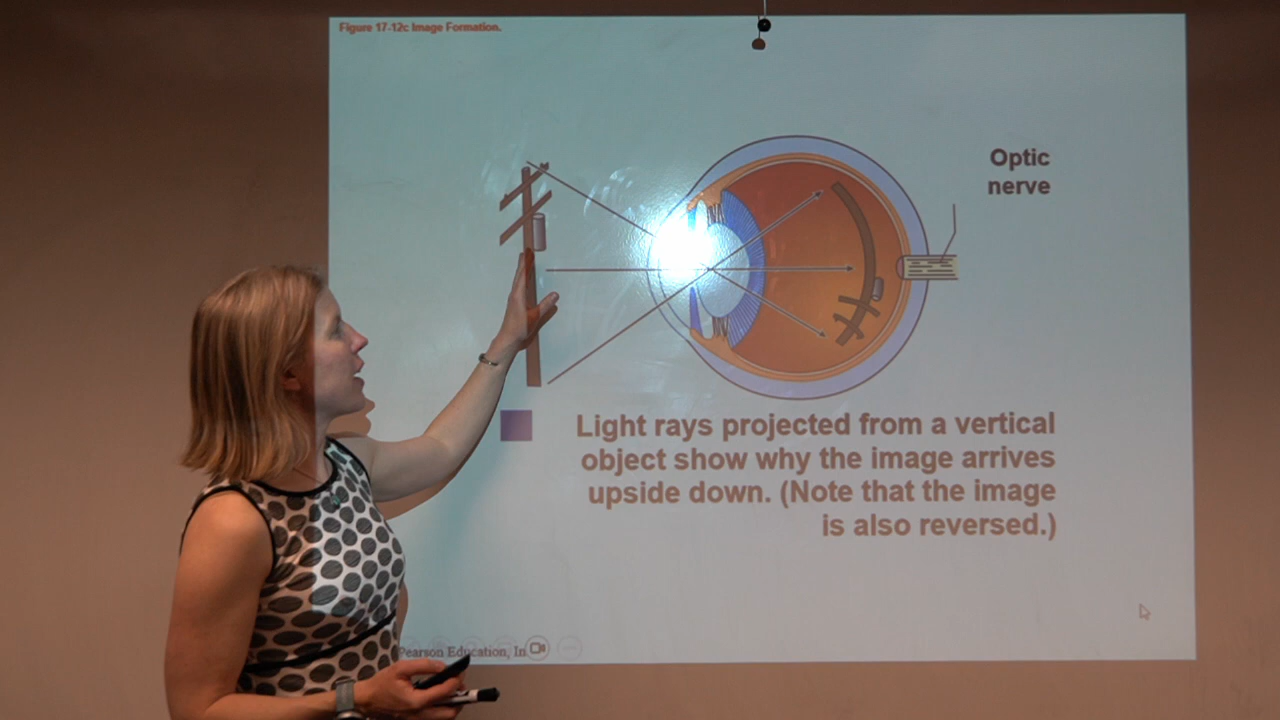 Figure 17-12c Image Formation.
Optic
nerve
Light rays projected from a vertical
object show why the image arrives
upside down. (Note that the image
is also reversed.)
Pearson Education, In